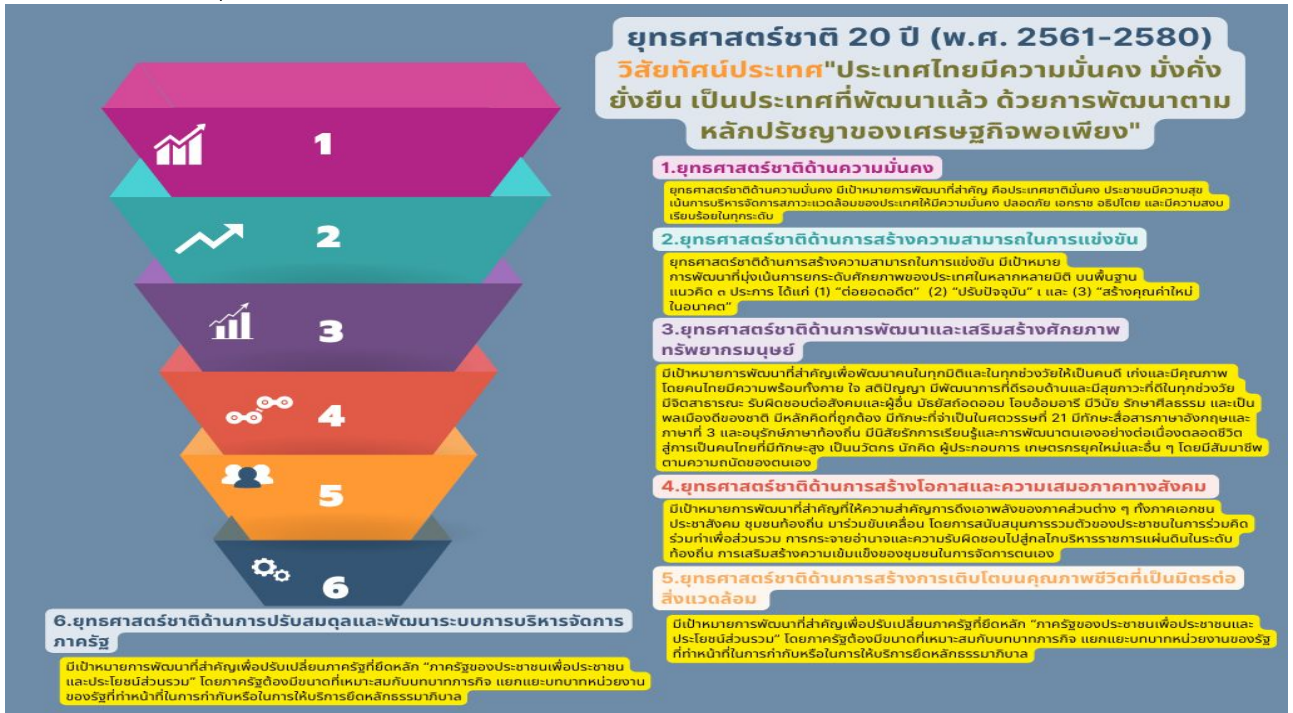 ยุทธศาสตร์ชาติ 20 ปี (พ.ศ. 2561-2580)
วิสัยทัศน์ประเทศ"ประเทศไทยมีความมั่นคง มั่งคั่ง
ยั่งยืน เป็นประเทศที่พัฒนาแล้ว ด้วยการพัฒนาตาม
หลักปรัชญาของเศรษฐกิจพอเพียง"
1
2
3
4
5
6
1.ยุทธศาสตร์ชาติด้านความมั่นคง
ยุทธศาสตร์ชาติด้านความมั่นคง มีเป้าหมายการพัฒนาที่สำคัญ คือประเทศชาติมั่นคง ประชาชนมีความสุข
เน้นการบริหารจัดการสภาวะแวดล้อมของประเทศให้มีความมั่นคง ปลอดภัย เอกราช อธิปไตย และมีความสงบ
เรียบร้อยในทุกระดับ
2.ยุทธศาสตร์ชาติด้านการสร้างความสามารถในการแข่งขัน
ยุทธศาสตร์ชาติด้านการสร้างความสามารถในการแข่งขัน มีเป้าหมาย
การพัฒนาที่มุ่งเน้นการยกระดับศักยภาพของประเทศในหลากหลายมิติ บนพื้นฐาน
แนวคิด ๓ ประการ ได้แก่ (1) “ต่อยอดอดีต” (2) “ปรับปัจจุบัน” เ และ (3) “สร้างคุณค่าใหม่
ในอนาคต”
3.ยุทธศาสตร์ชาติด้านการพัฒนาและเสริมสร้างศักยภาพ
ทรัพยากรมนุษย์
มีเป้าหมายการพัฒนาที่สำคัญเพื่อพัฒนาคนในทุกมิติและในทุกช่วงวัยให้เป็นคนดี เก่งและมีคุณภาพ
โดยคนไทยมีความพร้อมทั้งกาย ใจ สติปัญญา มีพัฒนาการที่ดีรอบด้านและมีสุขภาวะที่ดีในทุกช่วงวัย
มีจิตสาธารณะ รับผิดชอบต่อสังคมและผู้อื่น มัธยัสถ์อดออม โอบอ้อมอารี มีวินัย รักษาศีลธรรม และเป็น
พลเมืองดีของชาติ มีหลักคิดที่ถูกต้อง มีทักษะที่จำเป็นในศตวรรษที่ 21 มีทักษะสื่อสารภาษาอังกฤษและ
ภาษาที่ 3 และอนุรักษ์ภาษาท้องถิ่น มีนิสัยรักการเรียนรู้และการพัฒนาตนเองอย่างต่อเนื่องตลอดชีวิต
สู่การเป็นคนไทยที่มีทักษะสูง เป็นนวัตกร นักคิด ผู้ประกอบการ เกษตรกรยุคใหม่และอื่น ๆ โดยมีสัมมาชีพ
ตามความถนัดของตนเอง
4.ยุทธศาสตร์ชาติด้านการสร้างโอกาสและความเสมอภาคทางสังคม
มีเป้าหมายการพัฒนาที่สำคัญที่ให้ความสำคัญการดึงเอาพลังของภาคส่วนต่าง ๆ ทั้งภาคเอกชน
ประชาสังคม ชุมชนท้องถิ่น มาร่วมขับเคลื่อน โดยการสนับสนุนการรวมตัวของประชาชนในการร่วมคิด
ร่วมทำเพื่อส่วนรวม การกระจายอำนาจและความรับผิดชอบไปสู่กลไกบริหารราชการแผ่นดินในระดับ
ท้องถิ่น การเสริมสร้างความเข้มแข็งของชุมชนในการจัดการตนเอง
5.ยุทธศาสตร์ชาติด้านการสร้างการเติบโตบนคุณภาพชีวิตที่เป็นมิตรต่อ
สิ่งแวดล้อม
มีเป้าหมายการพัฒนาที่สำคัญเพื่อปรับเปลี่ยนภาครัฐที่ยึดหลัก “ภาครัฐของประชาชนเพื่อประชาชนและ
ประโยชน์ส่วนรวม” โดยภาครัฐต้องมีขนาดที่เหมาะสมกับบทบาทภารกิจ แยกแยะบทบาทหน่วยงานของรัฐ
ที่ทำหน้าที่ในการกำกับหรือในการให้บริการยึดหลักธรรมาภิบาล
6.ยุทธศาสตร์ชาติด้านการปรับสมดุลและพัฒนาระบบการบริหารจัดการ
ภาครัฐ
มีเป้าหมายการพัฒนาที่สำคัญเพื่อปรับเปลี่ยนภาครัฐที่ยึดหลัก “ภาครัฐของประชาชนเพื่อประชาชน
และประโยชน์ส่วนรวม” โดยภาครัฐต้องมีขนาดที่เหมาะสมกับบทบาทภารกิจ แยกแยะบทบาทหน่วยงาน
ของรัฐที่ทำหน้าที่ในการกำกับหรือในการให้บริการยึดหลักธรรมาภิบาล